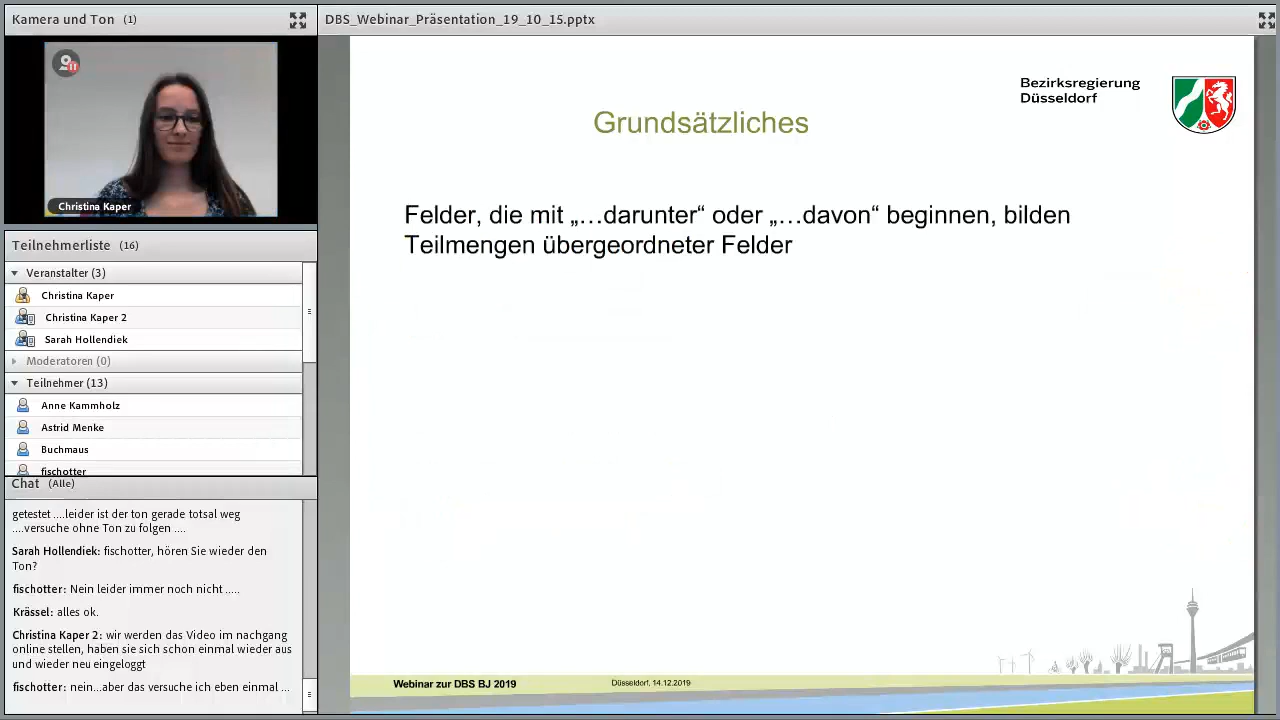 Kamera und Ton (1)
Christina Kaper
Teilnehmerliste (16)
Veranstalter (3)
Christina Kaper
Christina Kaper 2
Sarah Hollendiek
Moderatoren (0)
Teilnehmer (13)
Anne Kammholz
Astrid Menke
Buchmaus
fischotter
Chat (Alle)
getestet ....leider ist der ton gerade totsal weg
....versuche ohne Ton zu folgen ....
Sarah Hollendiek: fischotter, hören Sie wieder den
Ton?
fischotter: Nein leider immer noch nicht .....
Krässel: alles ok.
Christina Kaper 2: wir werden das Video im nachgang
online stellen, haben sie sich schon einmal wieder aus
und wieder neu eingeloggt
fischotter: nein...aber das versuche ich eben einmal ...
DBS_Webinar_Präsentation_19_10_15.pptx
Bezirksregierung
Düsseldorf
Grundsätzliches
Felder, die mit „…darunter“ oder „…davon“ beginnen, bilden
Teilmengen übergeordneter Felder
Webinar zur DBS BJ 2019
Düsseldorf, 14.12.2019